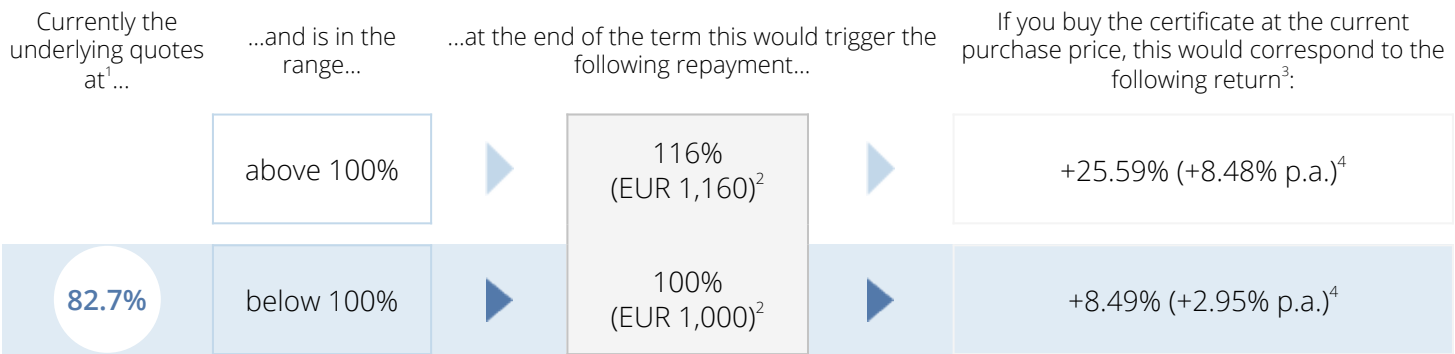 Currently the
underlying quotes
at¹...
...and is in the
range...
...at the end of the term this would trigger the
following repayment...
If you buy the certificate at the current
purchase price, this would correspond to the
following return³:
above 100%
116%
(EUR 1,160)²
+25.59% (+8.48% p.a.)⁴
82.7%
below 100%
100%
(EUR 1,000)²
+8.49% (+2.95% p.a.)⁴